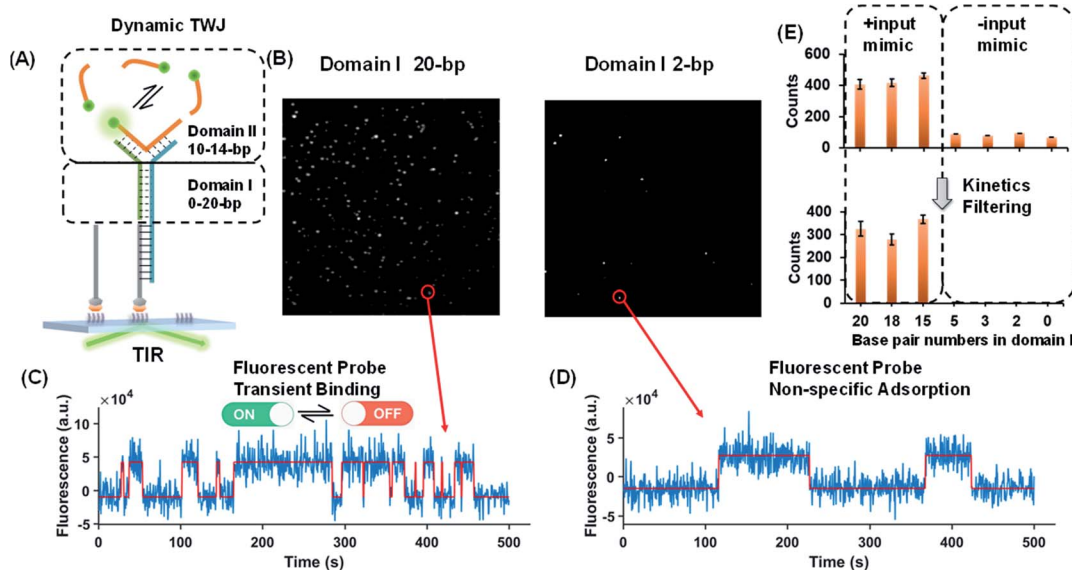 Dynamic TWJ
(A)
Domain II
10-14-bp
Domain I
0-20-bp
TIR
(B)
Domain I 20-bp
Domain I 2-bp
(E)
+input
mimic
-input
mimic
Counts
600
400
200
0
Kinetics
Filtering
Counts
400
300
200
100
0
20 18 15 5 3 2 0
Base pair numbers in domain I
(C)
Fluorescent Probe
Transient Binding
ON
OFF
×10⁴
Fluorescence (a.u.)
10
5
0
-5
0 100 200 300 400 500
Time (s)
(D)
Fluorescent Probe
Non-specific Adsorption
×10⁴
Fluorescence (a.u.)
5
0
-5
0 100 200 300 400 500
Time (s)